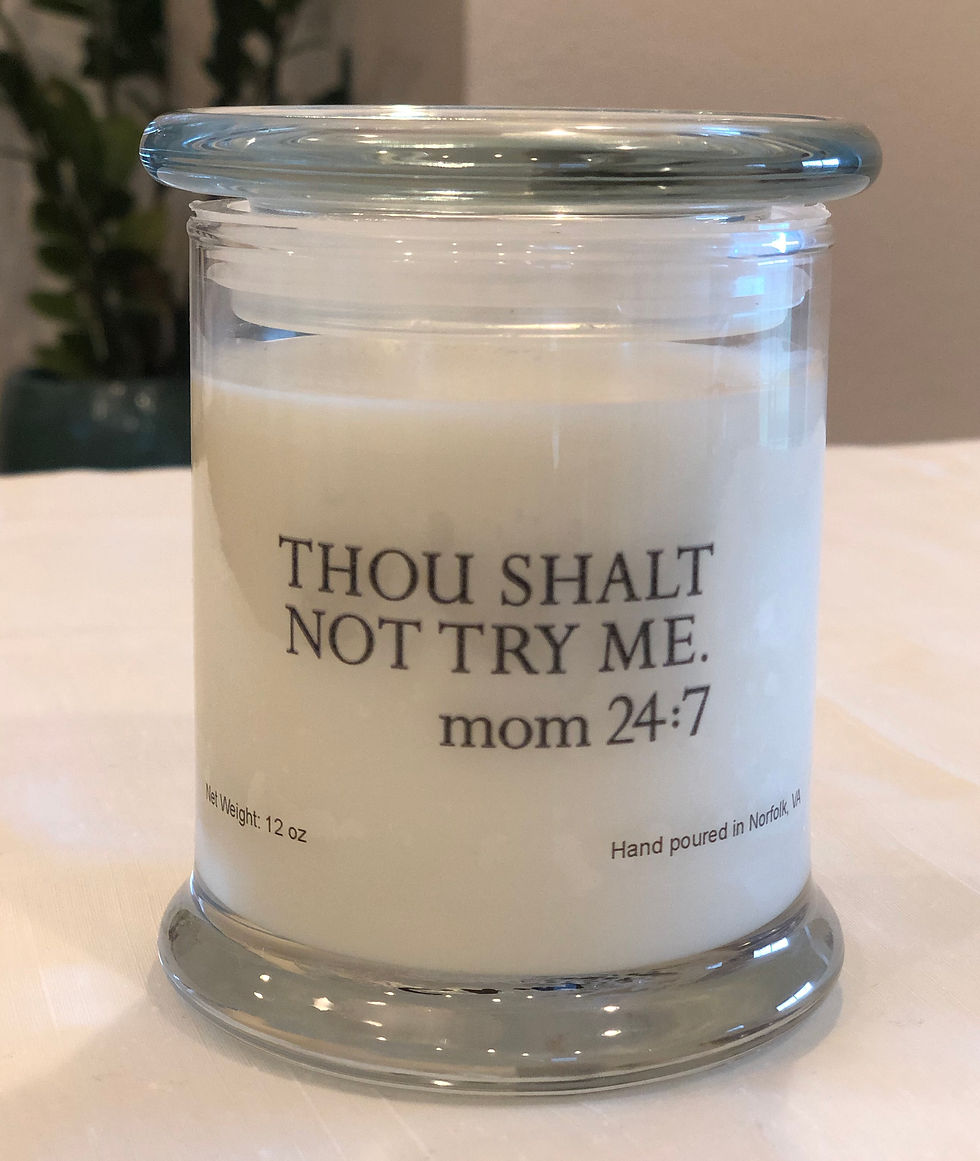 THOU SHALT
NOT TRY ME.
mom 24:7
Net Weight: 12 oz
Hand poured in Norfolk, VA